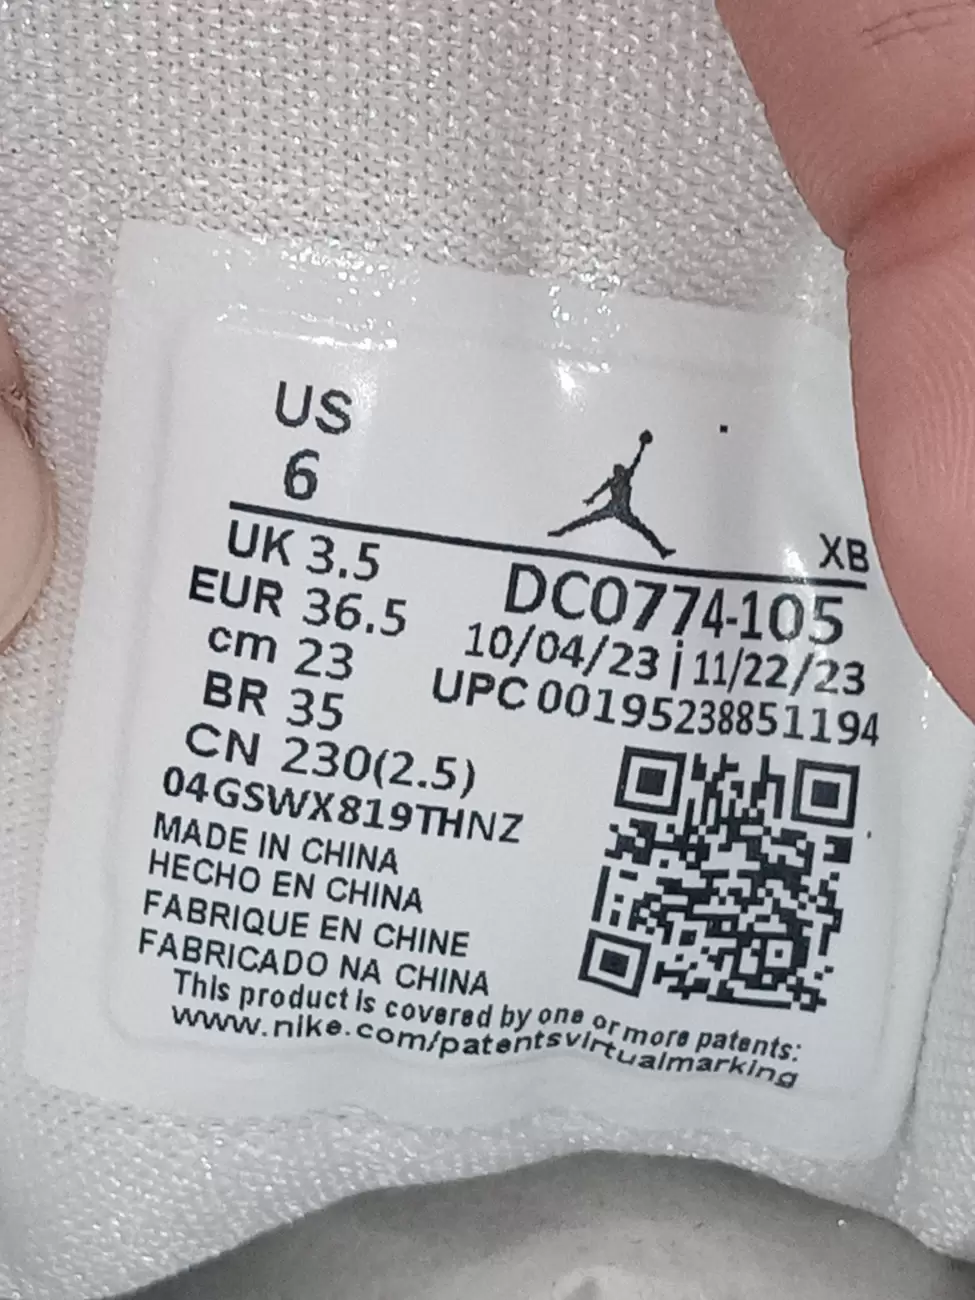 US
6
XB
UK 3.5
EUR 36.5
cm 23
BR 35
CN 230(2.5)
04GSWX819THNZ
DC0774-105
10/04/23 | 11/22/23
UPC 00195238851194
MADE IN CHINA
HECHO EN CHINA
FABRIQUE EN CHINE
FABRICADO NA CHINA
This product is covered by one or more patents:
www.nike.com/patentsvirtualmarking